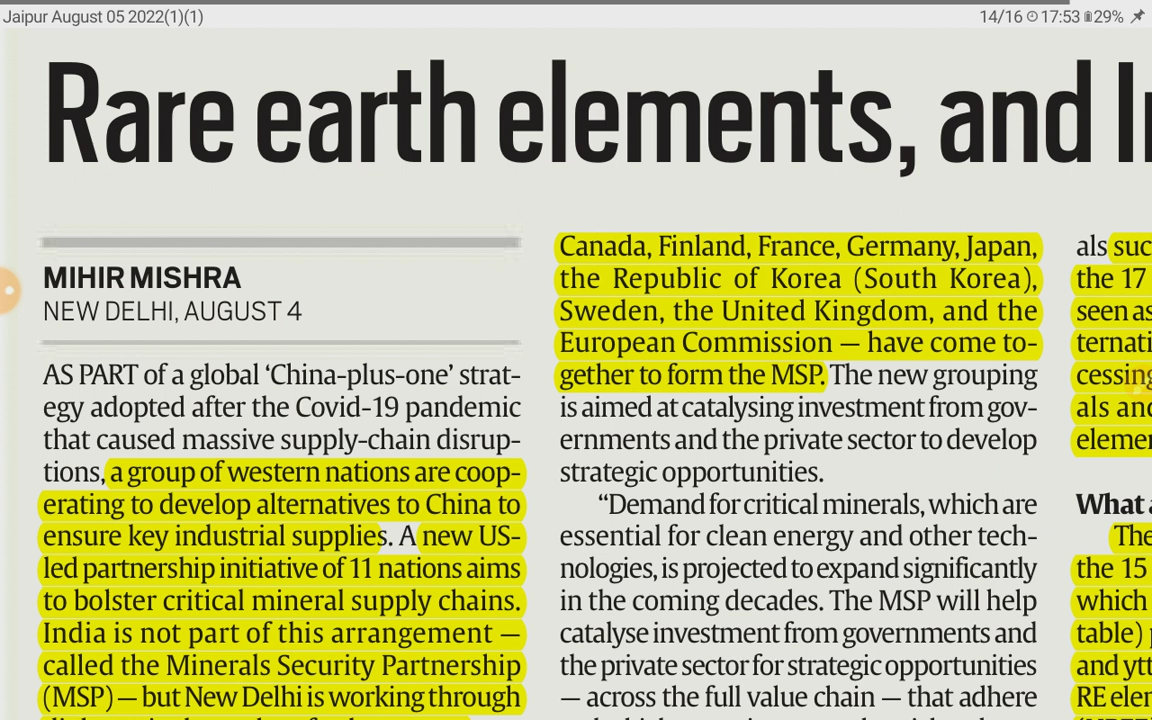 Jaipur August 05 2022(1)(1)
14/16 17:53 29%
Rare earth elements, and
MIHIR MISHRA
NEW DELHI, AUGUST 4
AS PART of a global ‘China-plus-one’ strat-
egy adopted after the Covid-19 pandemic
that caused massive supply-chain disrup-
tions, a group of western nations are coop-
erating to develop alternatives to China to
ensure key industrial supplies. A new US-
led partnership initiative of 11 nations aims
to bolster critical mineral supply chains.
India is not part of this arrangement —
called the Minerals Security Partnership
(MSP) — but New Delhi is working through
Canada, Finland, France, Germany, Japan,
the Republic of Korea (South Korea),
Sweden, the United Kingdom, and the
European Commission — have come to-
gether to form the MSP. The new grouping
is aimed at catalysing investment from gov-
ernments and the private sector to develop
strategic opportunities.
“Demand for critical minerals, which are
essential for clean energy and other tech-
nologies, is projected to expand significantly
in the coming decades. The MSP will help
catalyse investment from governments and
the private sector for strategic opportunities
— across the full value chain — that adhere
als suc
the 17
seen as
ternati
cessing
als and
elemen
What
The
the 15
which
table)
and ytt
RE elem